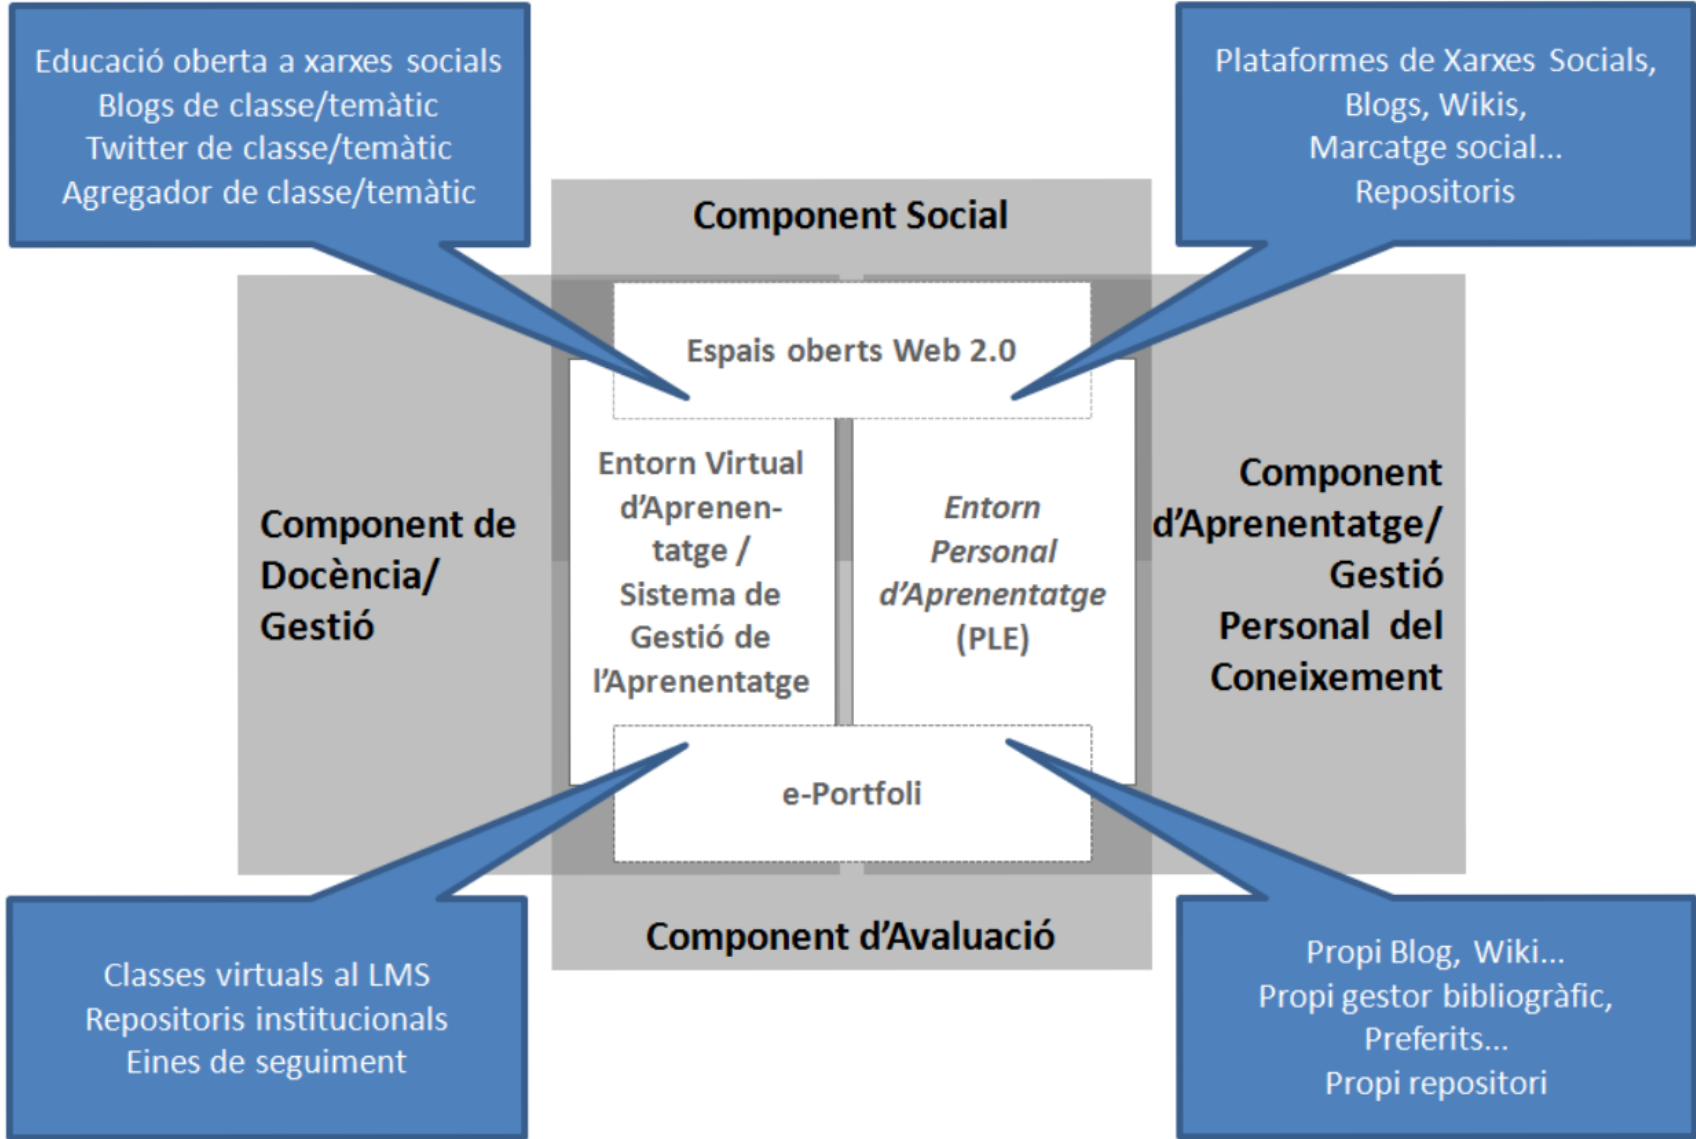 Educació oberta a xarxes socials
Blogs de classe/temàtic
Twitter de classe/temàtic
Agregador de classe/temàtic
Plataformes de Xarxes Socials,
Blogs, Wikis,
Marcatge social...
Repositoris
Component Social
Espais oberts Web 2.0
Component de
Docència/
Gestió
Entorn Virtual
d'Aprenen-
tatge /
Sistema de
Gestió de
l'Aprenentatge
Entorn
Personal
d'Aprenentatge
(PLE)
Component
d'Aprenentatge/
Gestió
Personal del
Coneixement
e-Portfoli
Component d'Avaluació
Classes virtuals al LMS
Repositoris institucionals
Eines de seguiment
Propi Blog, Wiki...
Propi gestor bibliogràfic,
Preferits...
Propi repositori